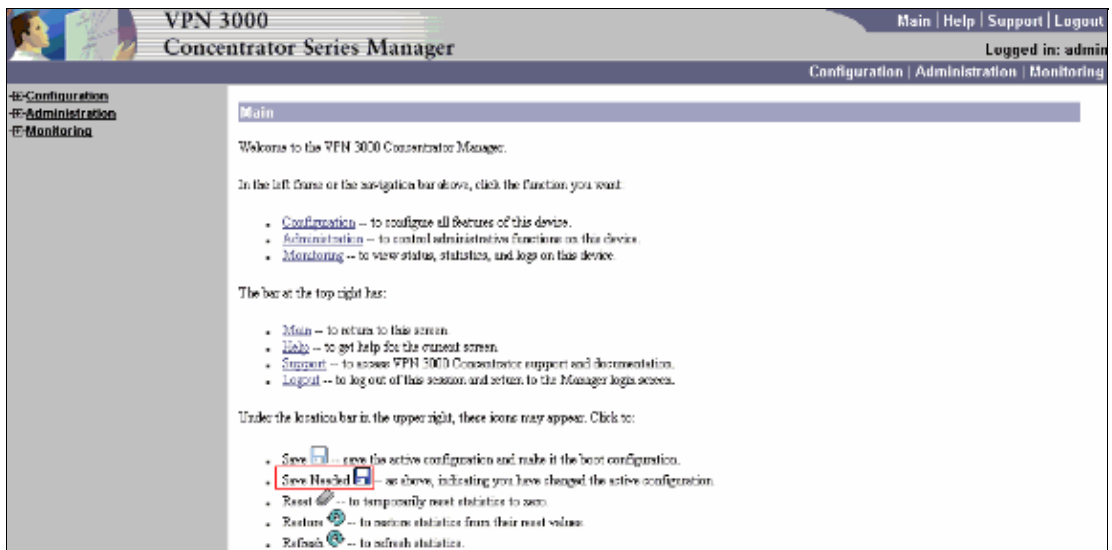 VPN 3000
Concentrator Series Manager
Main | Help | Support | Logout
Logged in: admin
Configuration | Administration | Monitoring
Configuration
Administration
Monitoring
Main
Welcome to the VPN 3000 Concentrator Manager.
In the left frame or the navigation bar above, click the function you want:
Configuration -- to configure all features of this device.
Administration -- to control administrative functions on this device.
Monitoring -- to view status, statistics, and logs on this device.
The bar at the top right has:
Main -- to return to this screen.
Help -- to get help for the current screen.
Support -- to access VPN 3000 Concentrator support and documentation.
Logout -- to log out of this session and return to the Manager login screen.
Under the location bar in the upper right, these icons may appear. Click to:
Save -- save the active configuration and make it the boot configuration.
Save Needed -- as above, indicating you have changed the active configuration.
Reset -- to temporarily reset statistics to zero.
Restore -- to restore statistics from their reset values.
Refresh -- to refresh statistics.